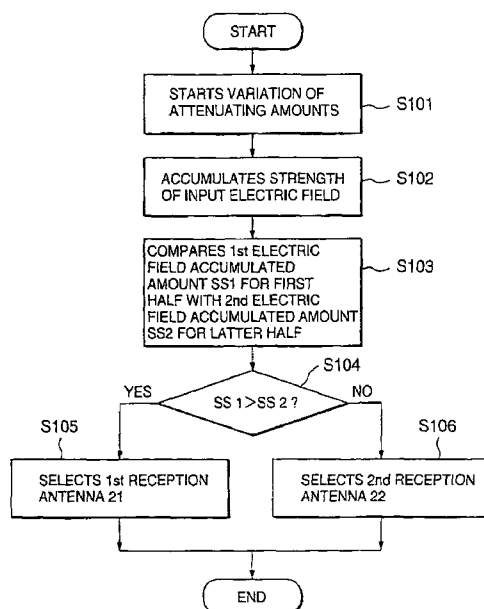 START
STARTS VARIATION OF
ATTENUATING AMOUNTS
S101
ACCUMULATES STRENGTH
OF INPUT ELECTRIC FIELD
S102
COMPARES 1st ELECTRIC
FIELD ACCUMULATED
AMOUNT SS1 FOR FIRST
HALF WITH 2nd ELECTRIC
FIELD ACCUMULATED AMOUNT
SS2 FOR LATTER HALF
S103
S104
YES
SS 1 > SS 2 ?
NO
S105
S106
SELECTS 1st RECEPTION
ANTENNA 21
SELECTS 2nd RECEPTION
ANTENNA 22
END